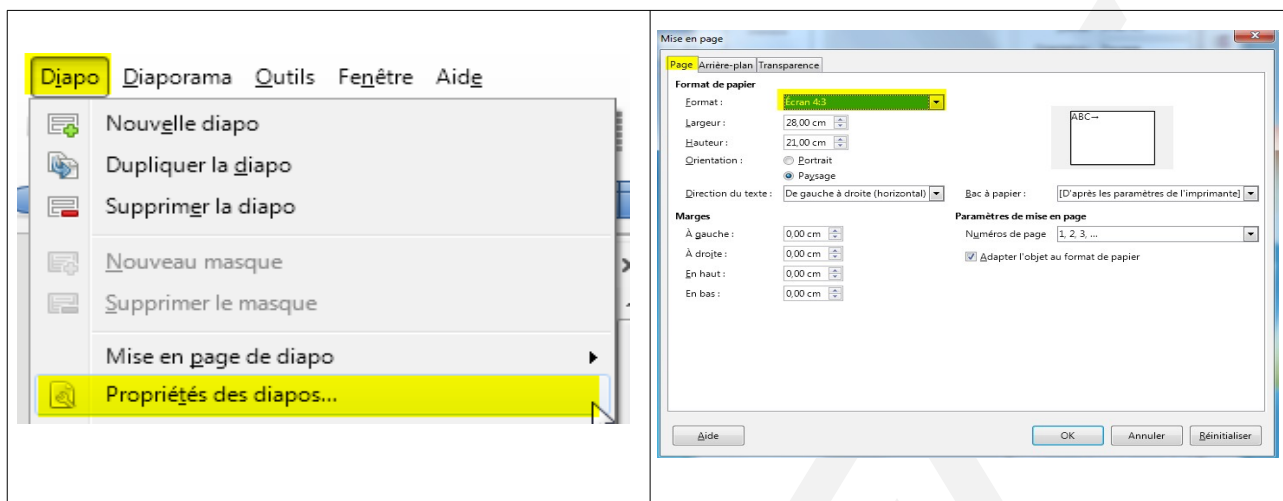 Diapo Diaporama Outils Fenêtre Aide
Nouvelle diapo
Dupliquer la diapo
Supprimer la diapo
Nouveau masque
Supprimer le masque
Mise en page de diapo
Propriétés des diapos...
Mise en page
Page Arrière-plan Transparence
Format de papier
Format : Écran 4:3
Largeur : 28,00 cm
Hauteur : 21,00 cm
Orientation : Portrait
Paysage
ABC→
Direction du texte : De gauche à droite (horizontal) Bac à papier : [D'après les paramètres de l'imprimante]
Marges Paramètres de mise en page
À gauche : 0,00 cm Numéros de page 1, 2, 3, ...
À droite : 0,00 cm Adapter l'objet au format de papier
En haut : 0,00 cm
En bas : 0,00 cm
Aide OK Annuler Réinitialiser